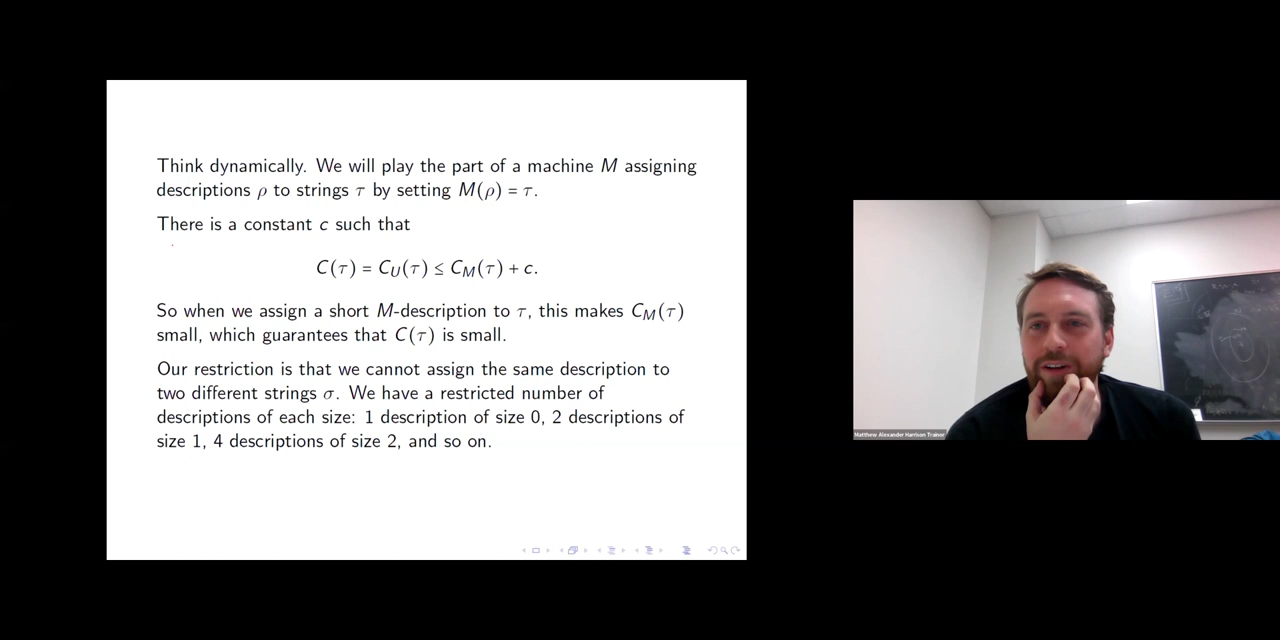 Think dynamically. We will play the part of a machine M assigning
descriptions ρ to strings τ by setting M(ρ) = τ.
There is a constant c such that
C(τ) = C_U(τ) ≤ C_M(τ) + c.
So when we assign a short M-description to τ, this makes C_M(τ)
small, which guarantees that C(τ) is small.
Our restriction is that we cannot assign the same description to
two different strings σ. We have a restricted number of
descriptions of each size: 1 description of size 0, 2 descriptions of
size 1, 4 descriptions of size 2, and so on.
Matthew Alexander Harrison Trainor